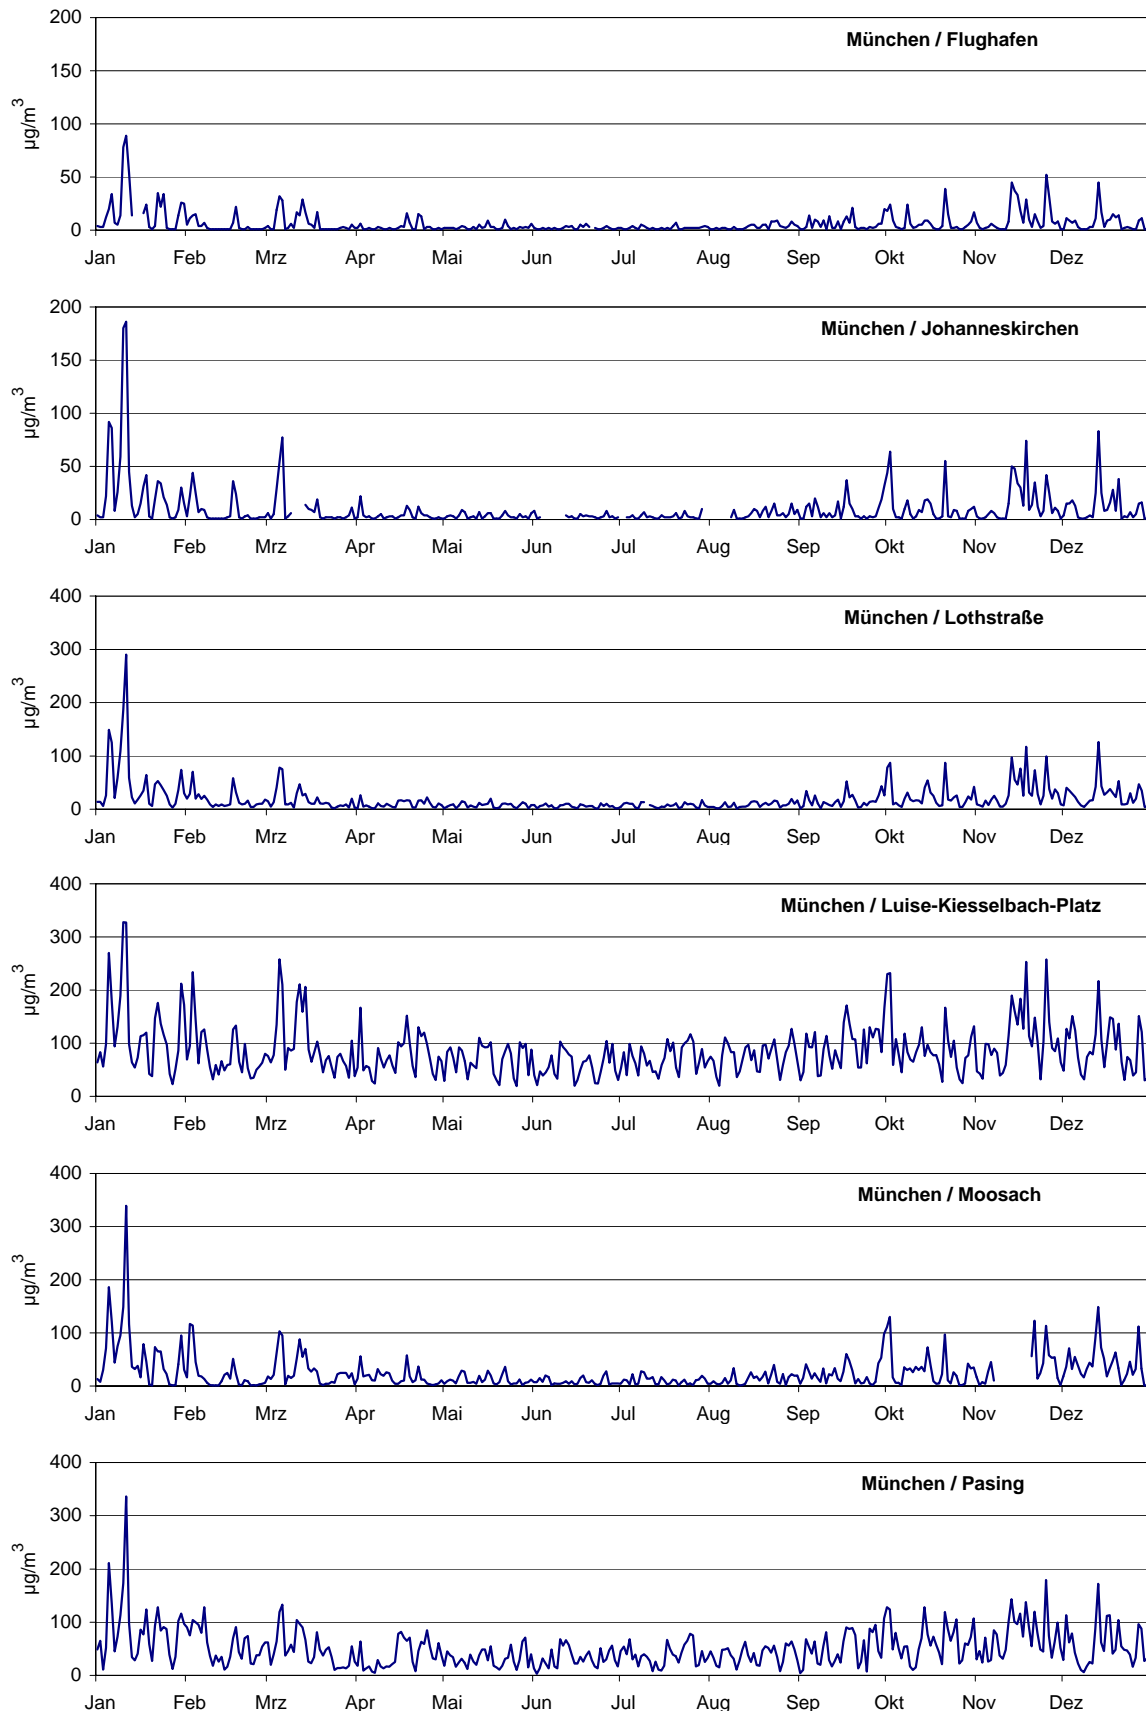 200
München / Flughafen
150
µg/m³
100
50
0
Jan Feb Mrz Apr Mai Jun Jul Aug Sep Okt Nov Dez
200
München / Johanneskirchen
150
µg/m³
100
50
0
Jan Feb Mrz Apr Mai Jun Jul Aug Sep Okt Nov Dez
400
München / Lothstraße
300
µg/m³
200
100
0
Jan Feb Mrz Apr Mai Jun Jul Aug Sep Okt Nov Dez
400
München / Luise-Kiesselbach-Platz
300
µg/m³
200
100
0
Jan Feb Mrz Apr Mai Jun Jul Aug Sep Okt Nov Dez
400
München / Moosach
300
µg/m³
200
100
0
Jan Feb Mrz Apr Mai Jun Jul Aug Sep Okt Nov Dez
400
München / Pasing
300
µg/m³
200
100
0
Jan Feb Mrz Apr Mai Jun Jul Aug Sep Okt Nov Dez